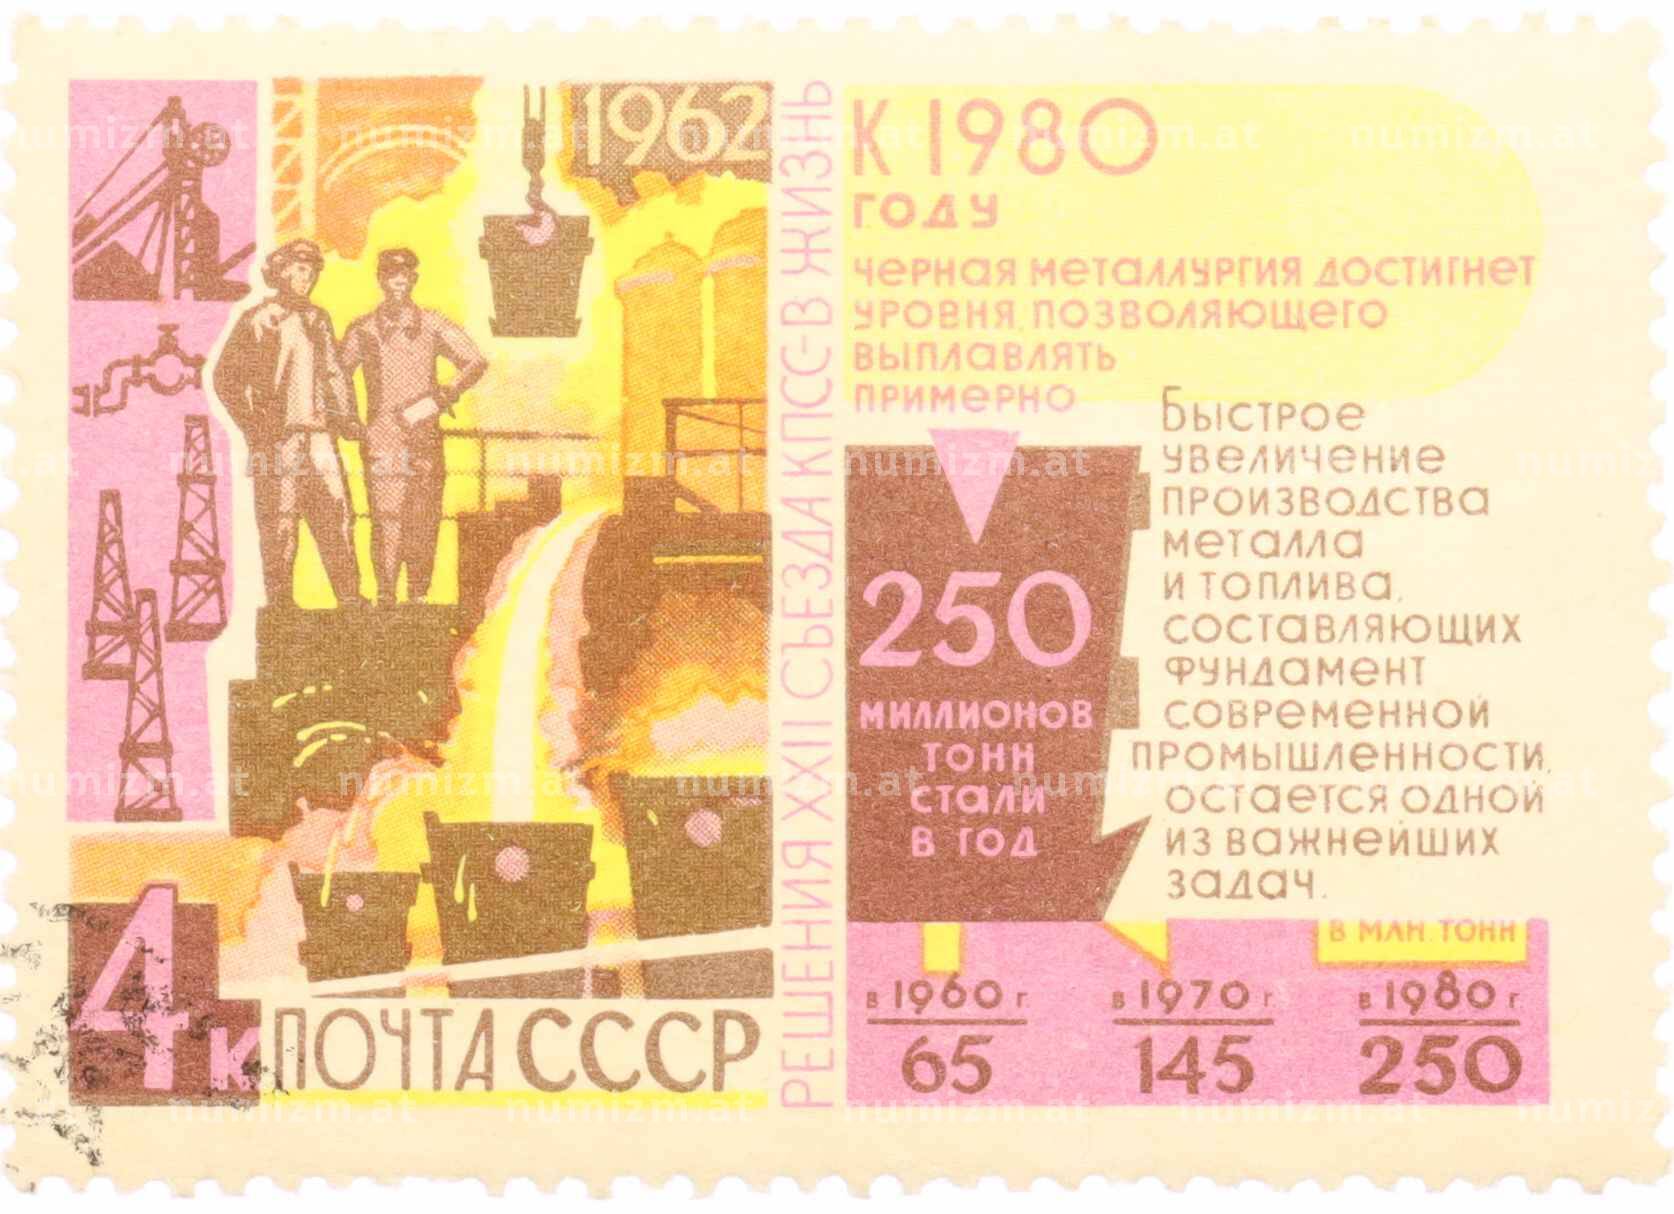 1962
4к
ПОЧТА СССР
РЕШЕНИЯ XXII СЪЕЗДА КПСС-В ЖИЗНЬ
К 1980
ГОДУ
ЧЕРНАЯ МЕТАЛЛУРГИЯ ДОСТИГНЕТ
УРОВНЯ, ПОЗВОЛЯЮЩЕГО
ВЫПЛАВЛЯТЬ
ПРИМЕРНО
250
МИЛЛИОНОВ
ТОНН
СТАЛИ
В ГОД
БЫСТРОЕ
УВЕЛИЧЕНИЕ
ПРОИЗВОДСТВА
МЕТАЛЛА
И ТОПЛИВА,
СОСТАВЛЯЮЩИХ
ФУНДАМЕНТ
СОВРЕМЕННОЙ
ПРОМЫШЛЕННОСТИ,
ОСТАЕТСЯ ОДНОЙ
ИЗ ВАЖНЕЙШИХ
ЗАДАЧ.
В МЛН. ТОНН
В 1960 Г. В 1970 Г. В 1980 Г.
65 145 250
numizm.at